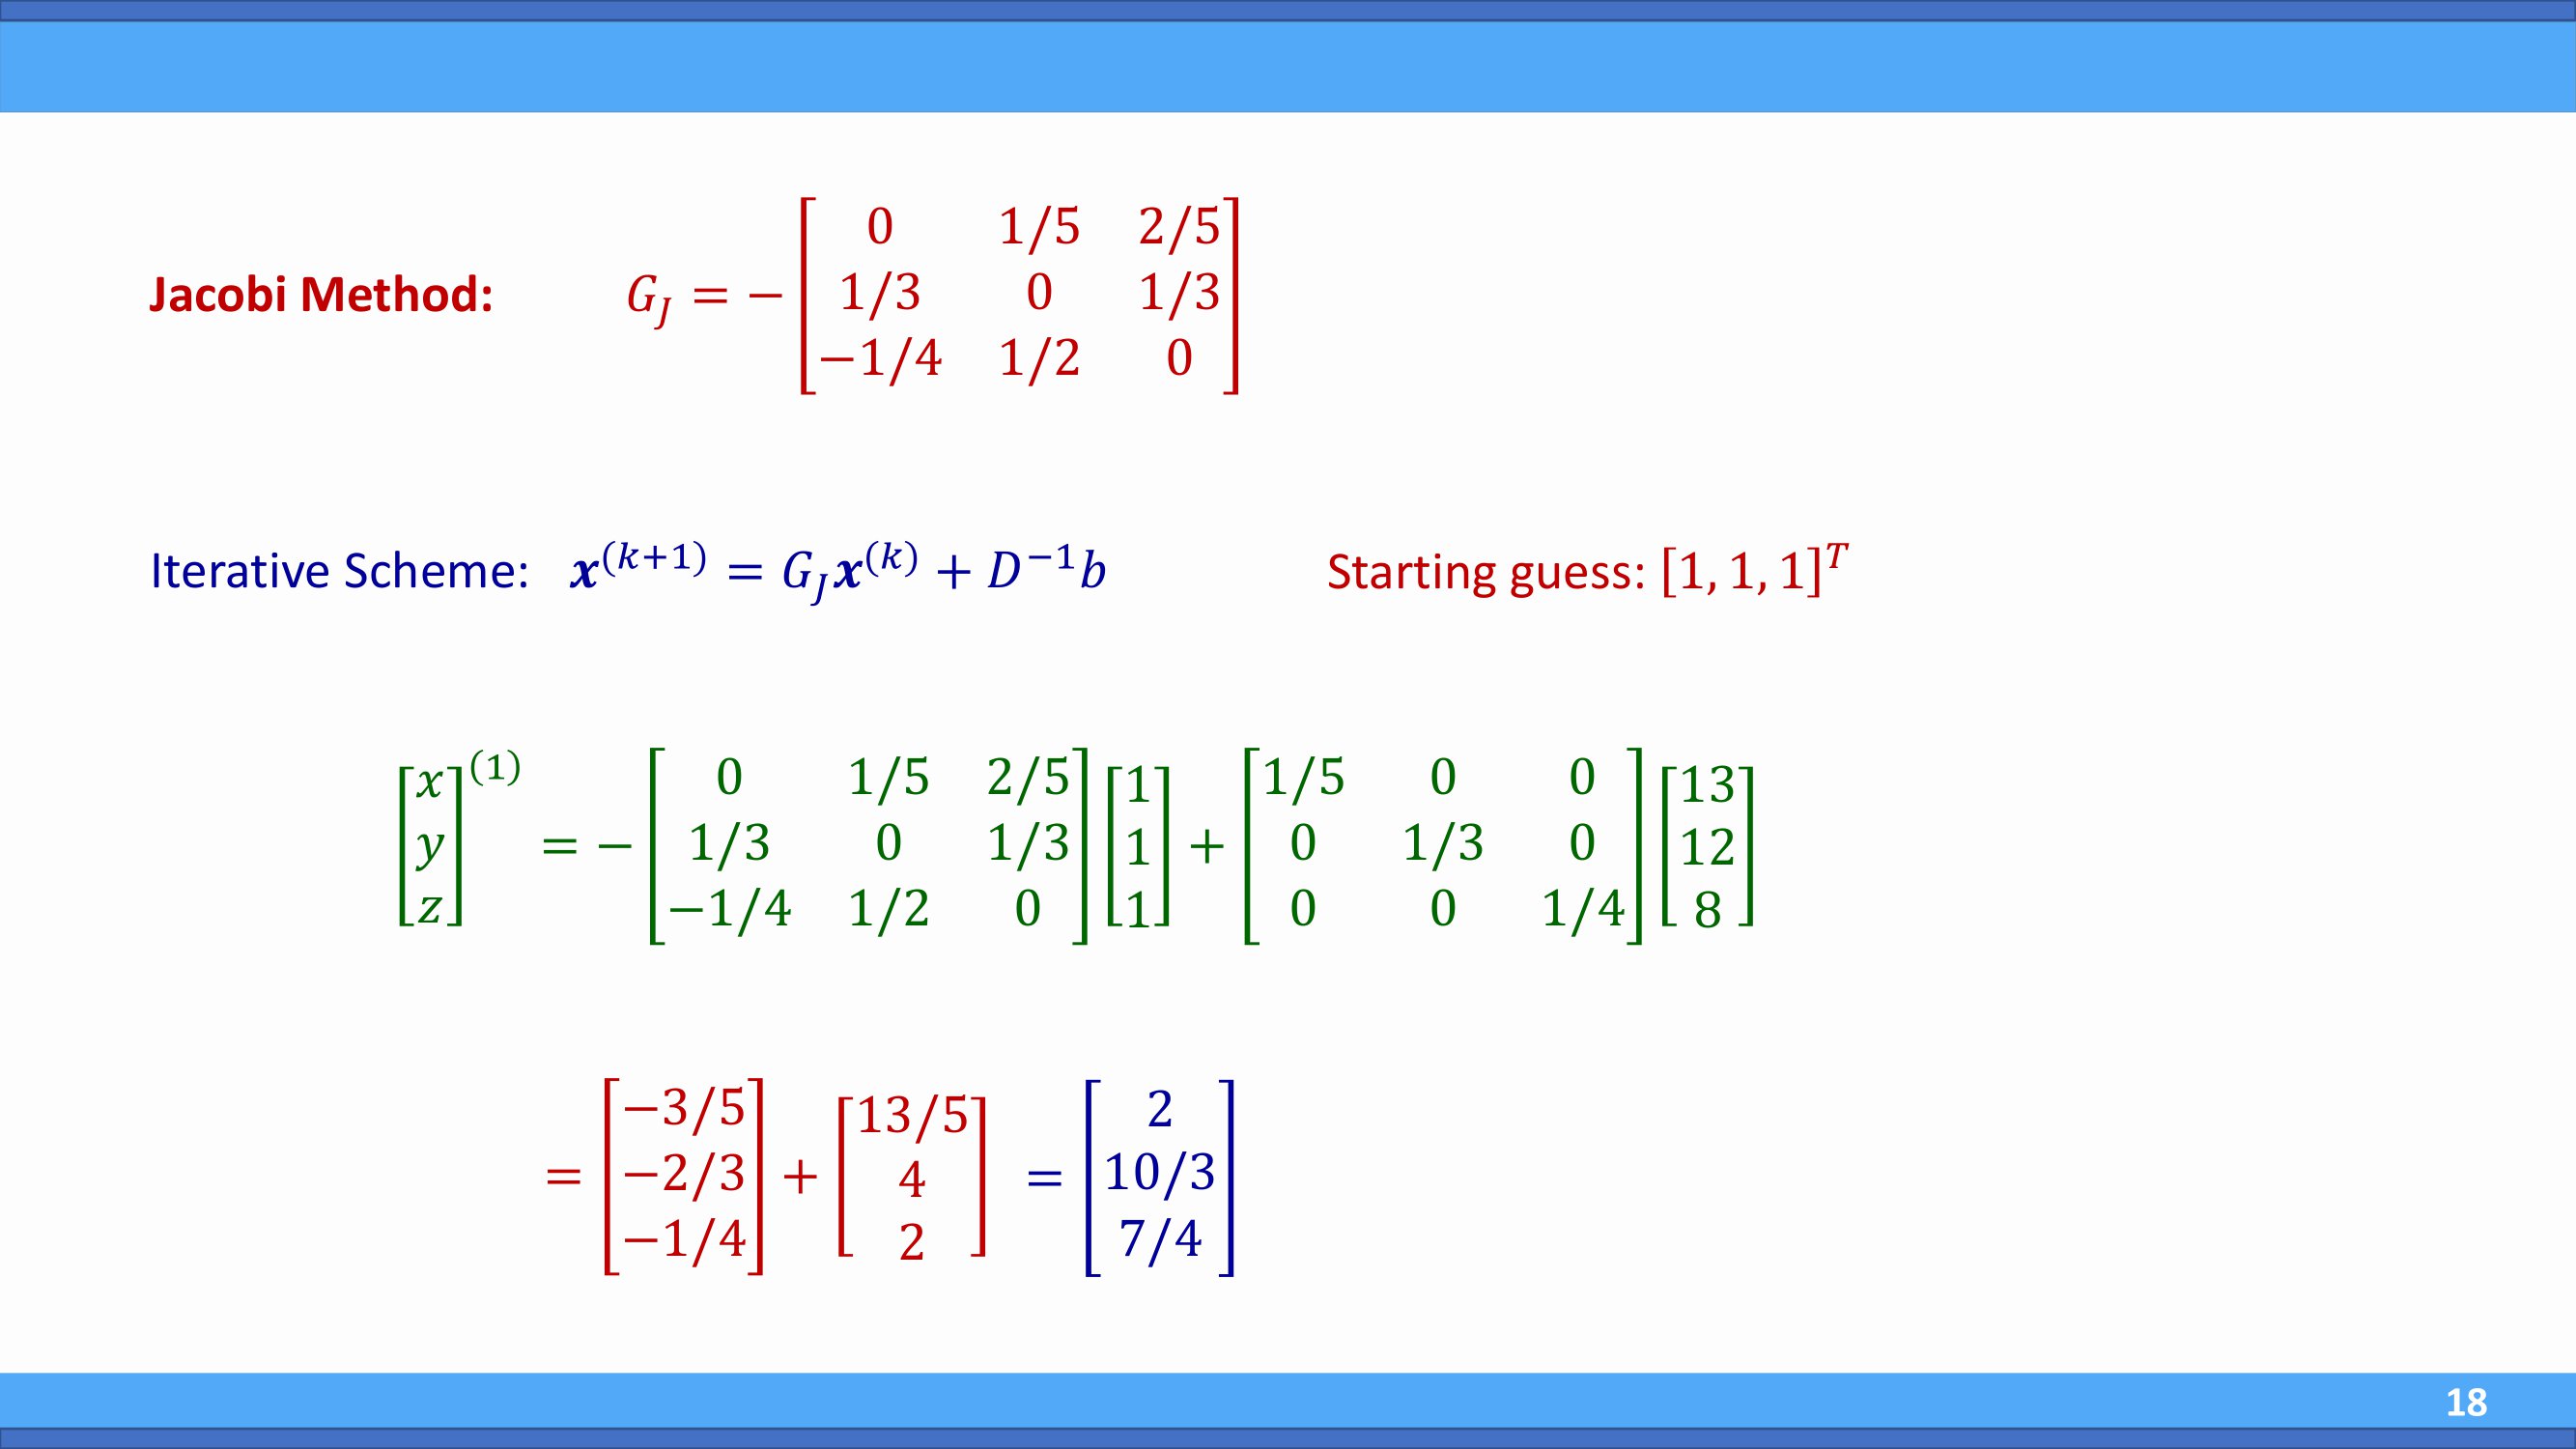 Jacobi Method: $G_J = -\begin{bmatrix} 0 & 1/5 & 2/5 \\ 1/3 & 0 & 1/3 \\ -1/4 & 1/2 & 0 \end{bmatrix}$
Iterative Scheme: $\boldsymbol{x}^{(k+1)} = G_J \boldsymbol{x}^{(k)} + D^{-1}b$ Starting guess: $[1, 1, 1]^T$
$\begin{bmatrix} x \\ y \\ z \end{bmatrix}^{(1)} = -\begin{bmatrix} 0 & 1/5 & 2/5 \\ 1/3 & 0 & 1/3 \\ -1/4 & 1/2 & 0 \end{bmatrix} \begin{bmatrix} 1 \\ 1 \\ 1 \end{bmatrix} + \begin{bmatrix} 1/5 & 0 & 0 \\ 0 & 1/3 & 0 \\ 0 & 0 & 1/4 \end{bmatrix} \begin{bmatrix} 13 \\ 12 \\ 8 \end{bmatrix}$
$= \begin{bmatrix} -3/5 \\ -2/3 \\ -1/4 \end{bmatrix} + \begin{bmatrix} 13/5 \\ 4 \\ 2 \end{bmatrix} = \begin{bmatrix} 2 \\ 10/3 \\ 7/4 \end{bmatrix}$
18